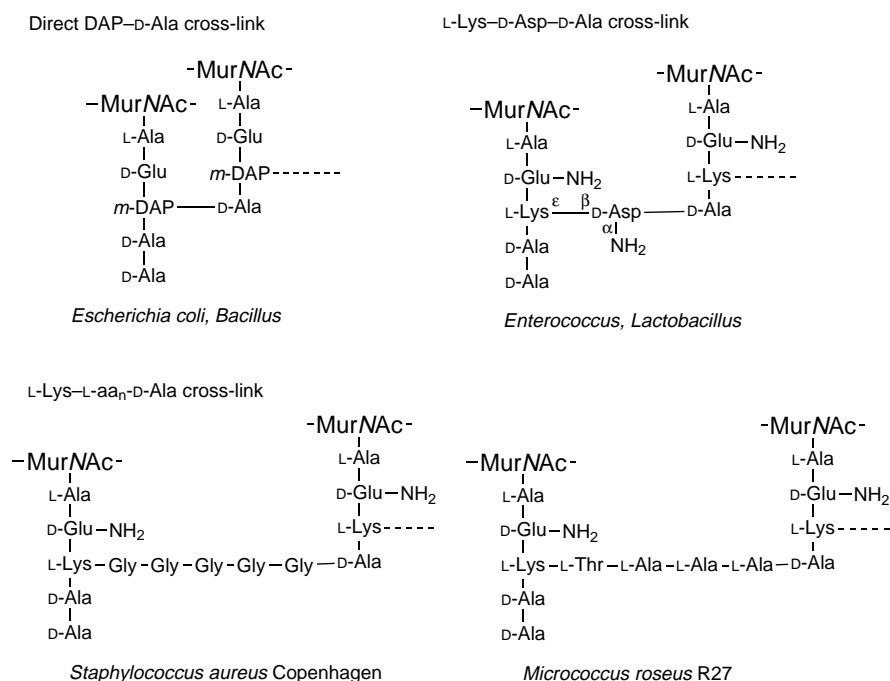 Direct DAP–D-Ala cross-link
-MurNAc-
-MurNAc-
L-Ala
L-Ala
D-Glu
D-Glu
m-DAP
m-DAP
D-Ala
D-Ala
D-Ala
Escherichia coli, Bacillus
L-Lys–D-Asp–D-Ala cross-link
-MurNAc-
-MurNAc-
L-Ala
L-Ala
D-Glu–NH2
D-Glu–NH2
L-Lys
L-Lys ε β D-Asp D-Ala
α
NH2
D-Ala
D-Ala
Enterococcus, Lactobacillus
L-Lys–L-aan-D-Ala cross-link
-MurNAc-
-MurNAc-
L-Ala
L-Ala
D-Glu–NH2
D-Glu–NH2
L-Lys
L-Lys–Gly–Gly–Gly–Gly–Gly–D-Ala
D-Ala
D-Ala
Staphylococcus aureus Copenhagen
-MurNAc-
-MurNAc-
L-Ala
L-Ala
D-Glu–NH2
D-Glu–NH2
L-Lys
L-Lys–L-Thr–L-Ala–L-Ala–L-Ala–D-Ala
D-Ala
D-Ala
Micrococcus roseus R27